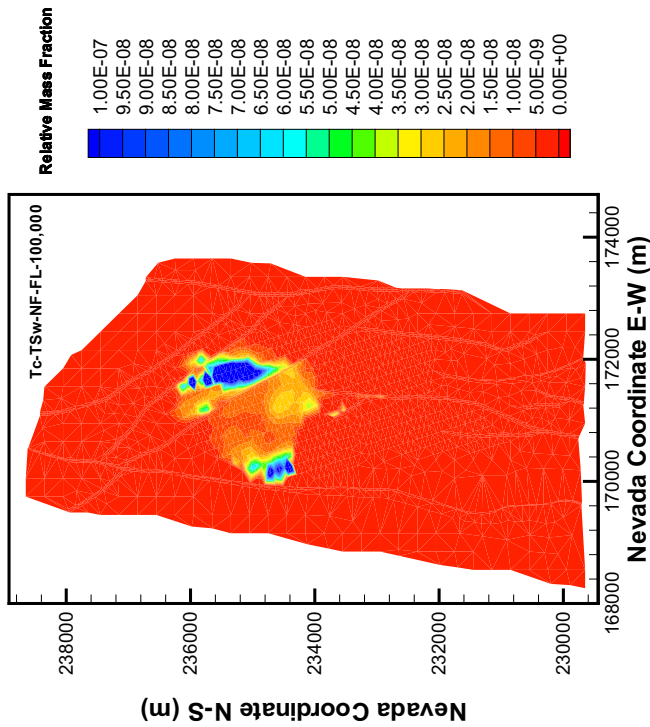 Relative Mass Fraction
1.00E-07
9.50E-08
9.00E-08
8.50E-08
8.00E-08
7.50E-08
7.00E-08
6.50E-08
6.00E-08
5.50E-08
5.00E-08
4.50E-08
4.00E-08
3.50E-08
3.00E-08
2.50E-08
2.00E-08
1.50E-08
1.00E-08
5.00E-09
0.00E+00
Tc-TSw-NF-FL-100,000
238000
236000
234000
232000
230000
Nevada Coordinate N-S (m)
168000
170000
172000
174000
Nevada Coordinate E-W (m)